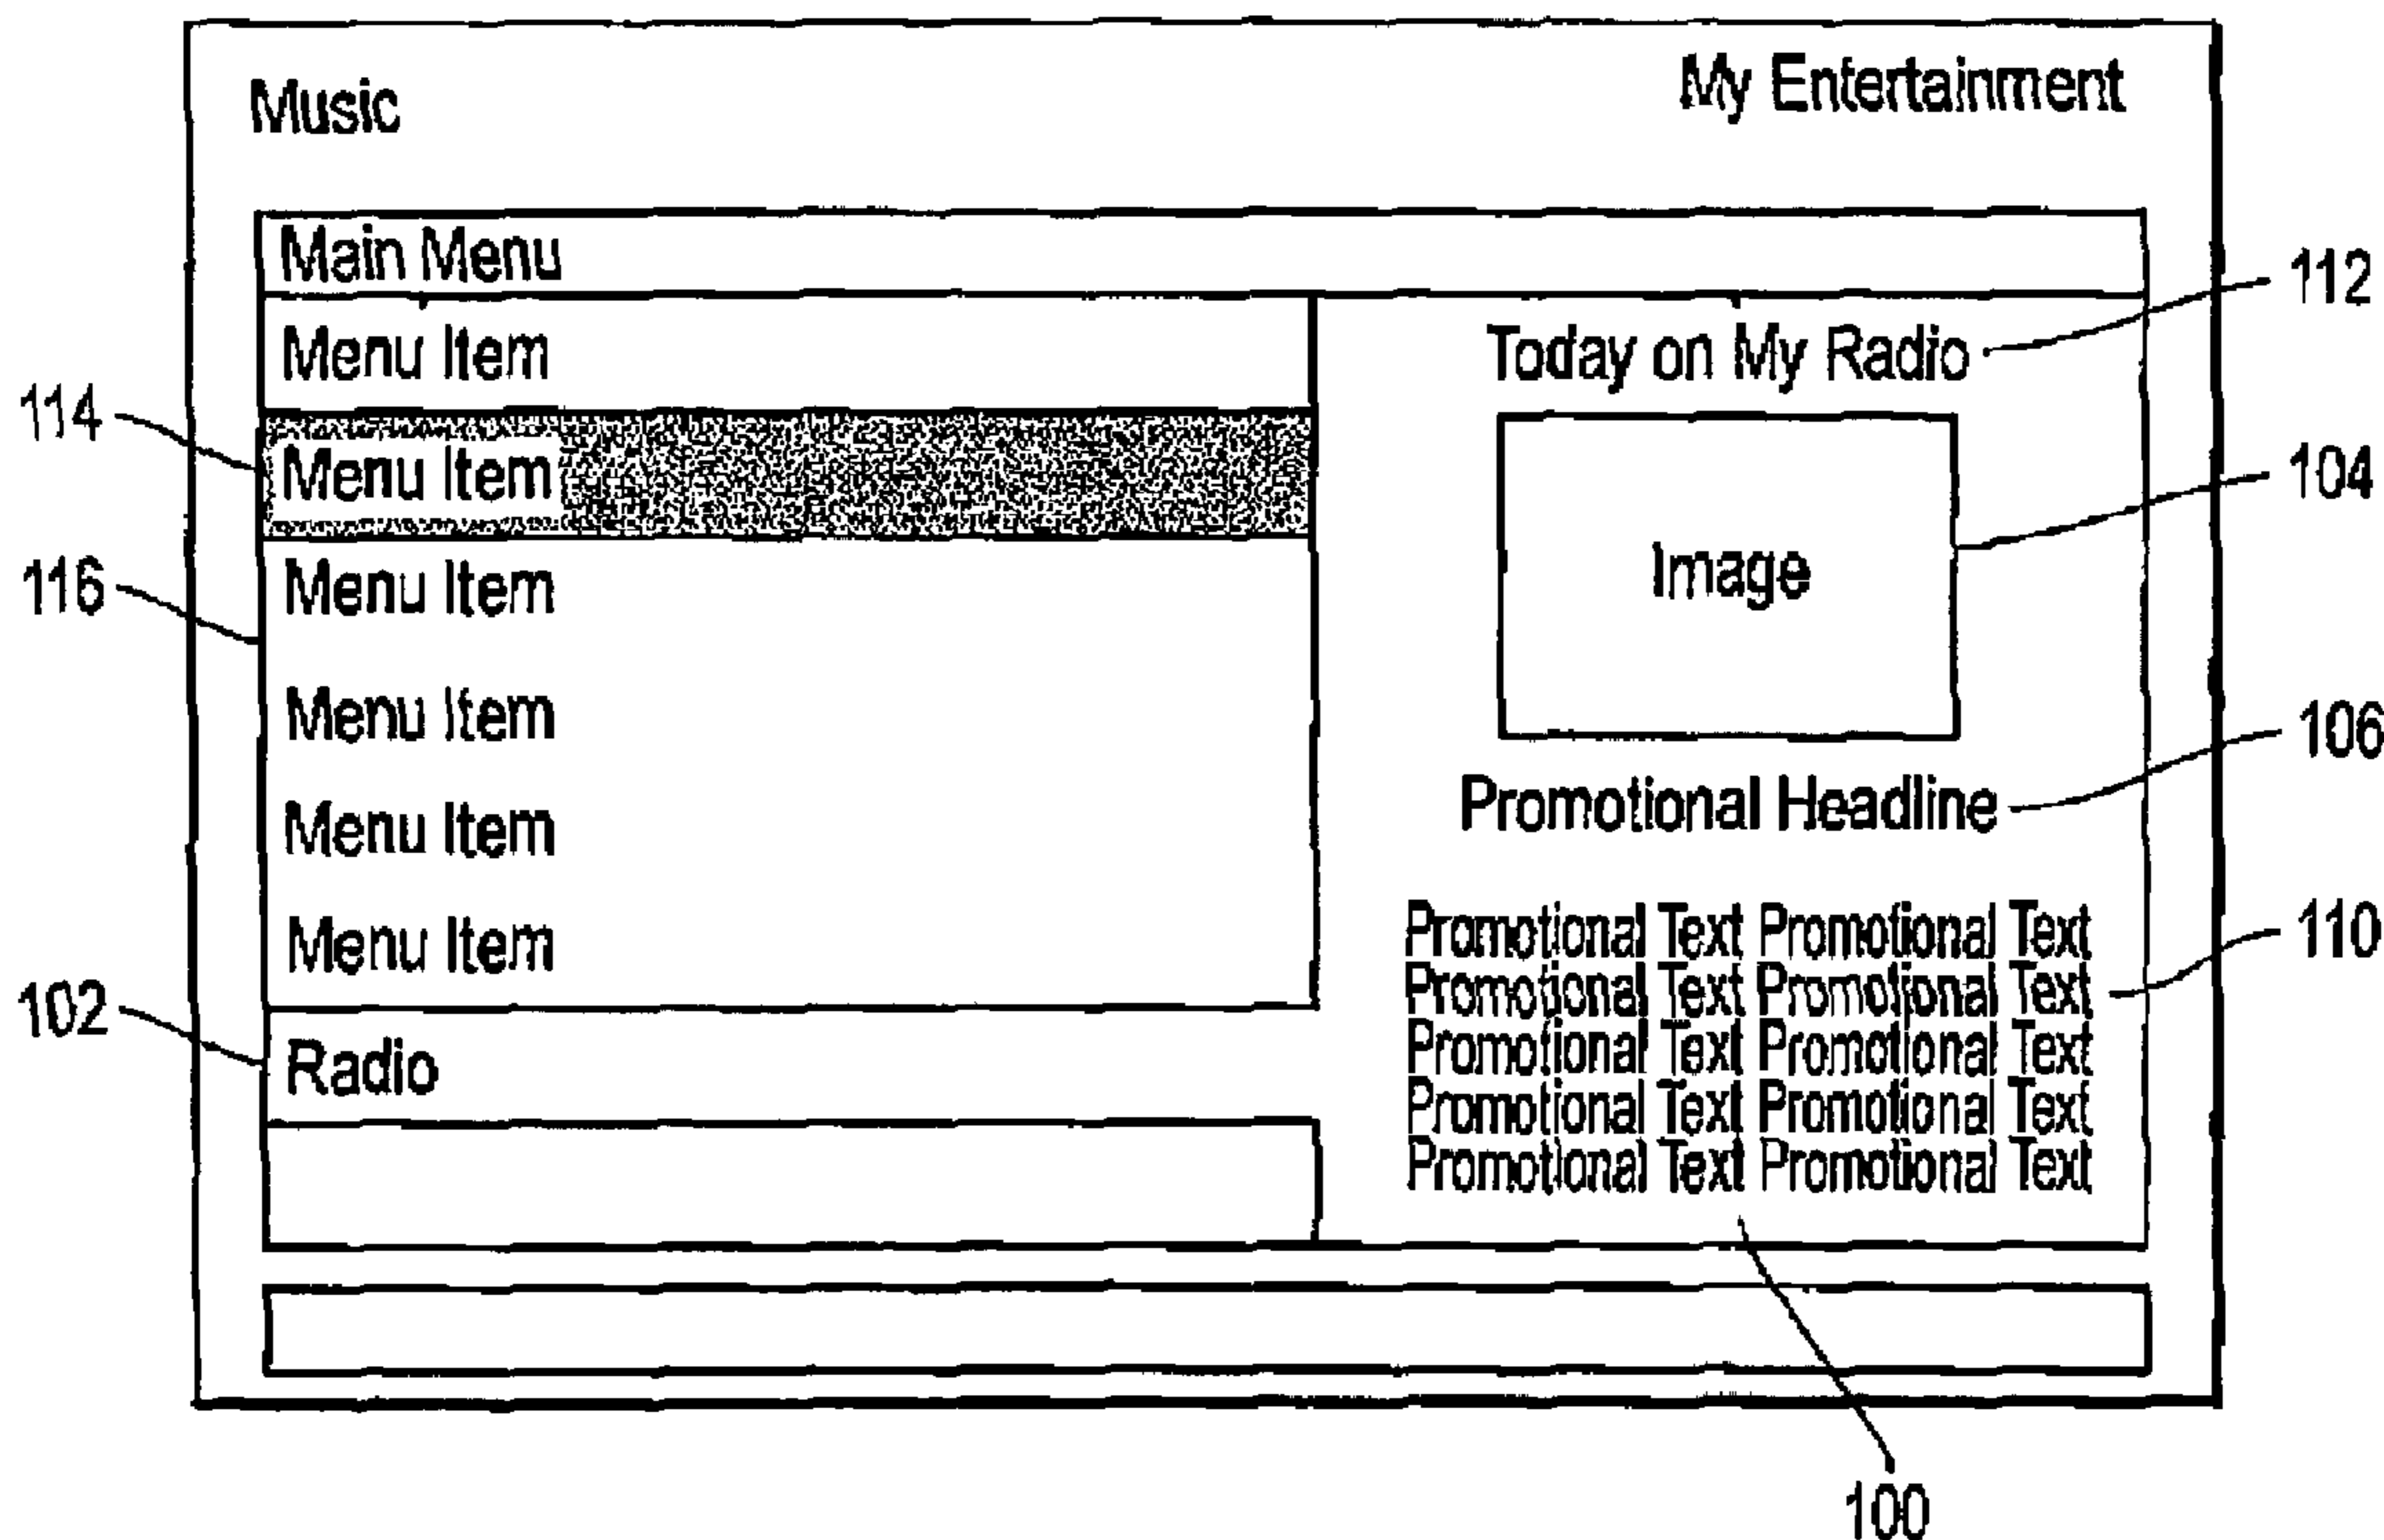 Music
My Entertainment
Main Menu
Menu Item
Today on My Radio
112
114
Menu Item
104
Image
116
Menu Item
Menu Item
106
Promotional Headline
Menu Item
Menu Item
Promotional Text Promotional Text
110
Promotional Text Promotional Text
102
Radio
Promotional Text Promotional Text
Promotional Text Promotional Text
Promotional Text Promotional Text
100